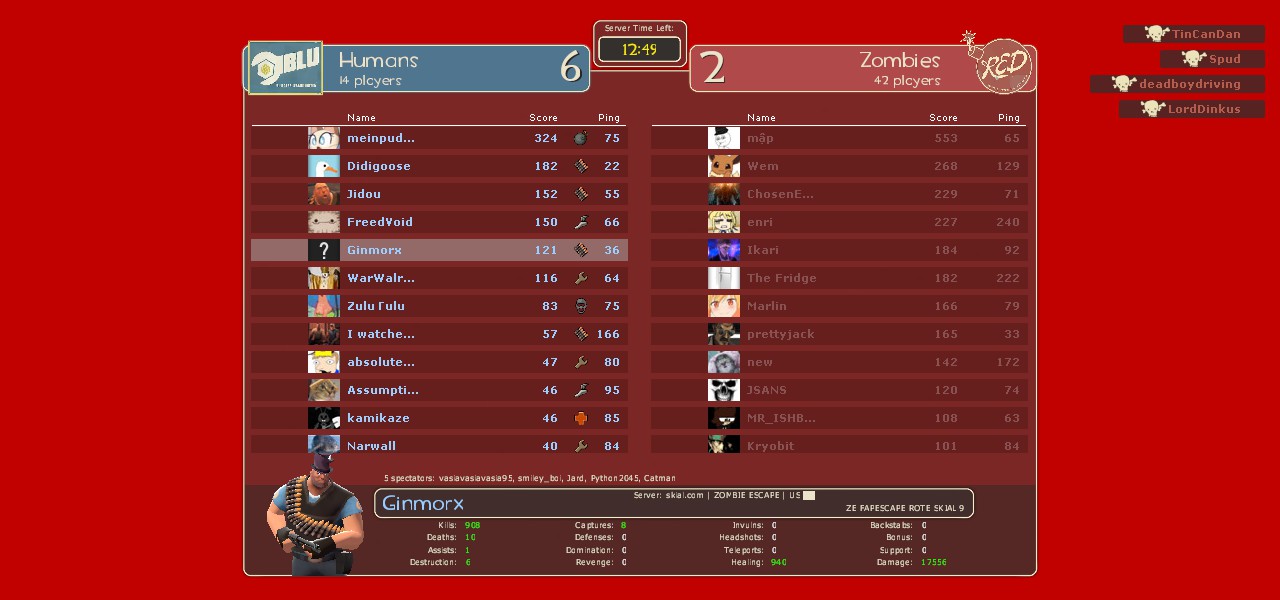 Server Time Left:
12:49
BLU
Humans
14 players
6
2
Zombies
42 players
RED
TinCanDan
Spud
deadboydriving
LordDinkus
Name Score Ping
meinpud... 324 75
Didigoose 182 22
Jidou 152 55
FreedVoid 150 66
? Ginmorx 121 36
WarWalr... 116 64
Zulu Fulu 83 75
I watche... 57 166
absolute... 47 80
Assumpti... 46 95
kamikaze 46 85
Narwall 40 84
Name Score Ping
mập 553 65
Wem 268 129
ChosenE... 229 71
enri 227 240
Ikari 184 92
The Fridge 182 222
Marlin 166 79
prettyjack 165 33
new 142 172
JSANS 120 74
MR_ISHB... 108 63
Kryobit 101 84
5 spectators: vasiavasiavasia95, smiley_boi, Jard, Python2045, Catman
Ginmorx
Server: skial.com | ZOMBIE ESCAPE | US
ZE FAPESCAPE ROTE SKIAL 9
Kills: 908 Captures: 8 Invulns: 0 Backstabs: 0
Deaths: 10 Defenses: 0 Headshots: 0 Bonus: 0
Assists: 1 Domination: 0 Teleports: 0 Support: 0
Destruction: 6 Revenge: 0 Healing: 940 Damage: 17556